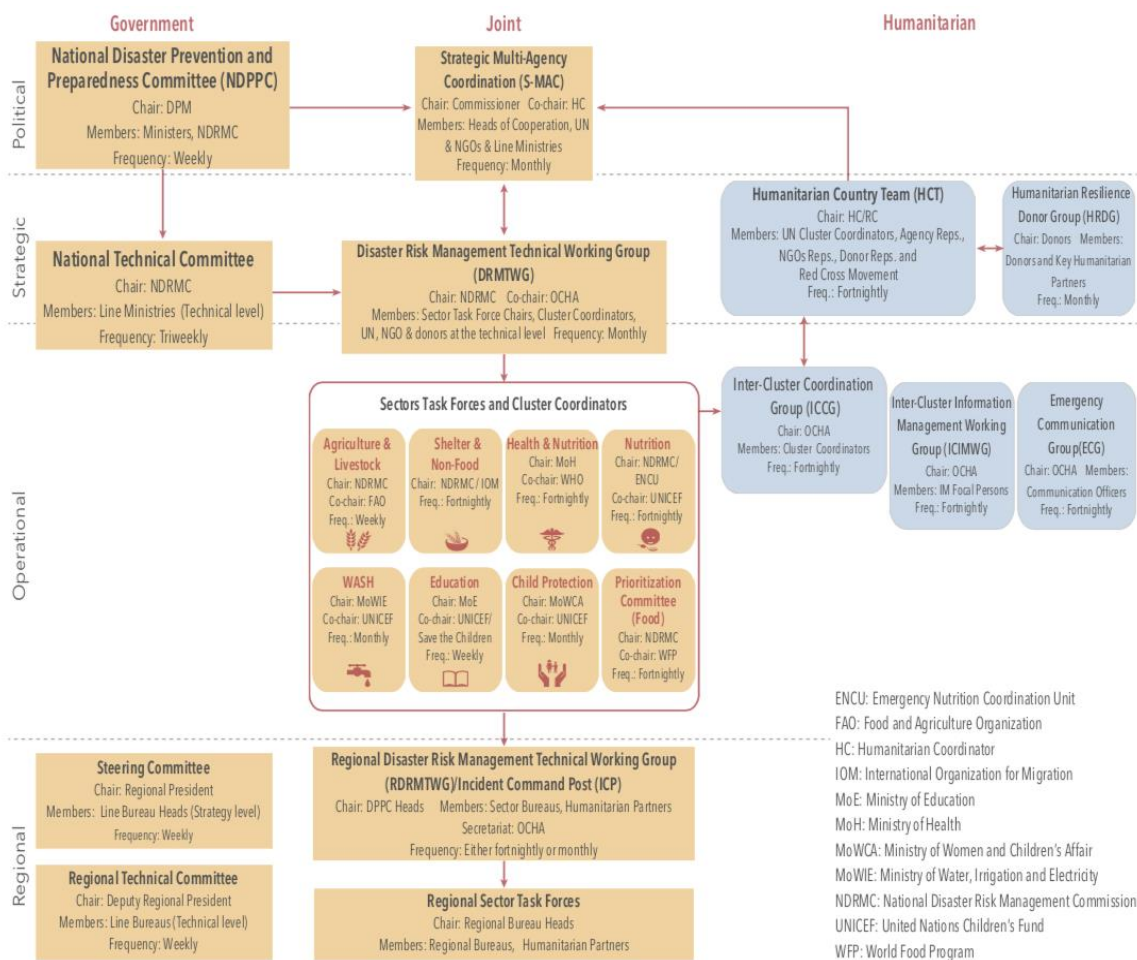 Government
Joint
Humanitarian
Political
National Disaster Prevention and
Preparedness Committee (NDPPC)
Chair: DPM
Members: Ministers, NDRMC
Frequency: Weekly
Strategic Multi-Agency
Coordination (S-MAC)
Chair: Commissioner Co-chair: HC
Members: Heads of Cooperation, UN
& NGOs & Line Ministries
Frequency: Monthly
Strategic
National Technical Committee
Chair: NDRMC
Members: Line Ministries (Technical level)
Frequency: Triweekly
Disaster Risk Management Technical Working Group
(DRMTWG)
Chair: NDRMC Co-chair: OCHA
Members: Sector Task Force Chairs, Cluster Coordinators,
UN, NGO & donors at the technical level Frequency: Monthly
Humanitarian Country Team (HCT)
Chair: HC/RC
Members: UN Cluster Coordinators, Agency Reps.,
NGOs Reps., Donor Reps. and
Red Cross Movement
Freq.: Fortnightly
Humanitarian Resilience
Donor Group (HRDG)
Chair: Donors Members:
Donors and Key Humanitarian
Partners
Freq.: Monthly
Operational
Sectors Task Forces and Cluster Coordinators
Agriculture &
Livestock
Chair: NDRMC
Co-chair: FAO
Freq.: Weekly
Shelter &
Non-Food
Chair: NDRMC/ IOM
Freq.: Fortnightly
Health & Nutrition
Chair: MoH
Co-chair: WHO
Freq.: Fortnightly
Nutrition
Chair: NDRMC/
ENCU
Co-chair: UNICEF
Freq.: Fortnightly
WASH
Chair: MoWIE
Co-chair: UNICEF
Freq.: Monthly
Education
Chair: MoE
Co-chair: UNICEF/
Save the Children
Freq.: Weekly
Child Protection
Chair: MoWCA
Co-chair: UNICEF
Freq.: Monthly
Prioritization
Committee
(Food)
Chair: NDRMC
Co-chair: WFP
Freq.: Fortnightly
Inter-Cluster Coordination
Group (ICCG)
Chair: OCHA
Members: Cluster Coordinators
Freq.: Fortnightly
Inter-Cluster Information
Management Working
Group (ICIMWG)
Chair: OCHA
Members: IM Focal Persons
Freq.: Fortnightly
Emergency
Communication
Group(ECG)
Chair: OCHA Members:
Communication Officers
Freq.: Fortnightly
Regional
Steering Committee
Chair: Regional President
Members: Line Bureau Heads (Strategy level)
Frequency: Weekly
Regional Technical Committee
Chair: Deputy Regional President
Members: Line Bureaus (Technical level)
Frequency: Weekly
Regional Disaster Risk Management Technical Working Group
(RDRMTWG)/Incident Command Post (ICP)
Chair: DPPC Heads Members: Sector Bureaus, Humanitarian Partners
Secretariat: OCHA
Frequency: Either fortnightly or monthly
Regional Sector Task Forces
Chair: Regional Bureau Heads
Members: Regional Bureaus, Humanitarian Partners
ENCU: Emergency Nutrition Coordination Unit
FAO: Food and Agriculture Organization
HC: Humanitarian Coordinator
IOM: International Organization for Migration
MoE: Ministry of Education
MoH: Ministry of Health
MoWCA: Ministry of Women and Children's Affair
MoWIE: Ministry of Water, Irrigation and Electricity
NDRMC: National Disaster Risk Management Commission
UNICEF: United Nations Children's Fund
WFP: World Food Program